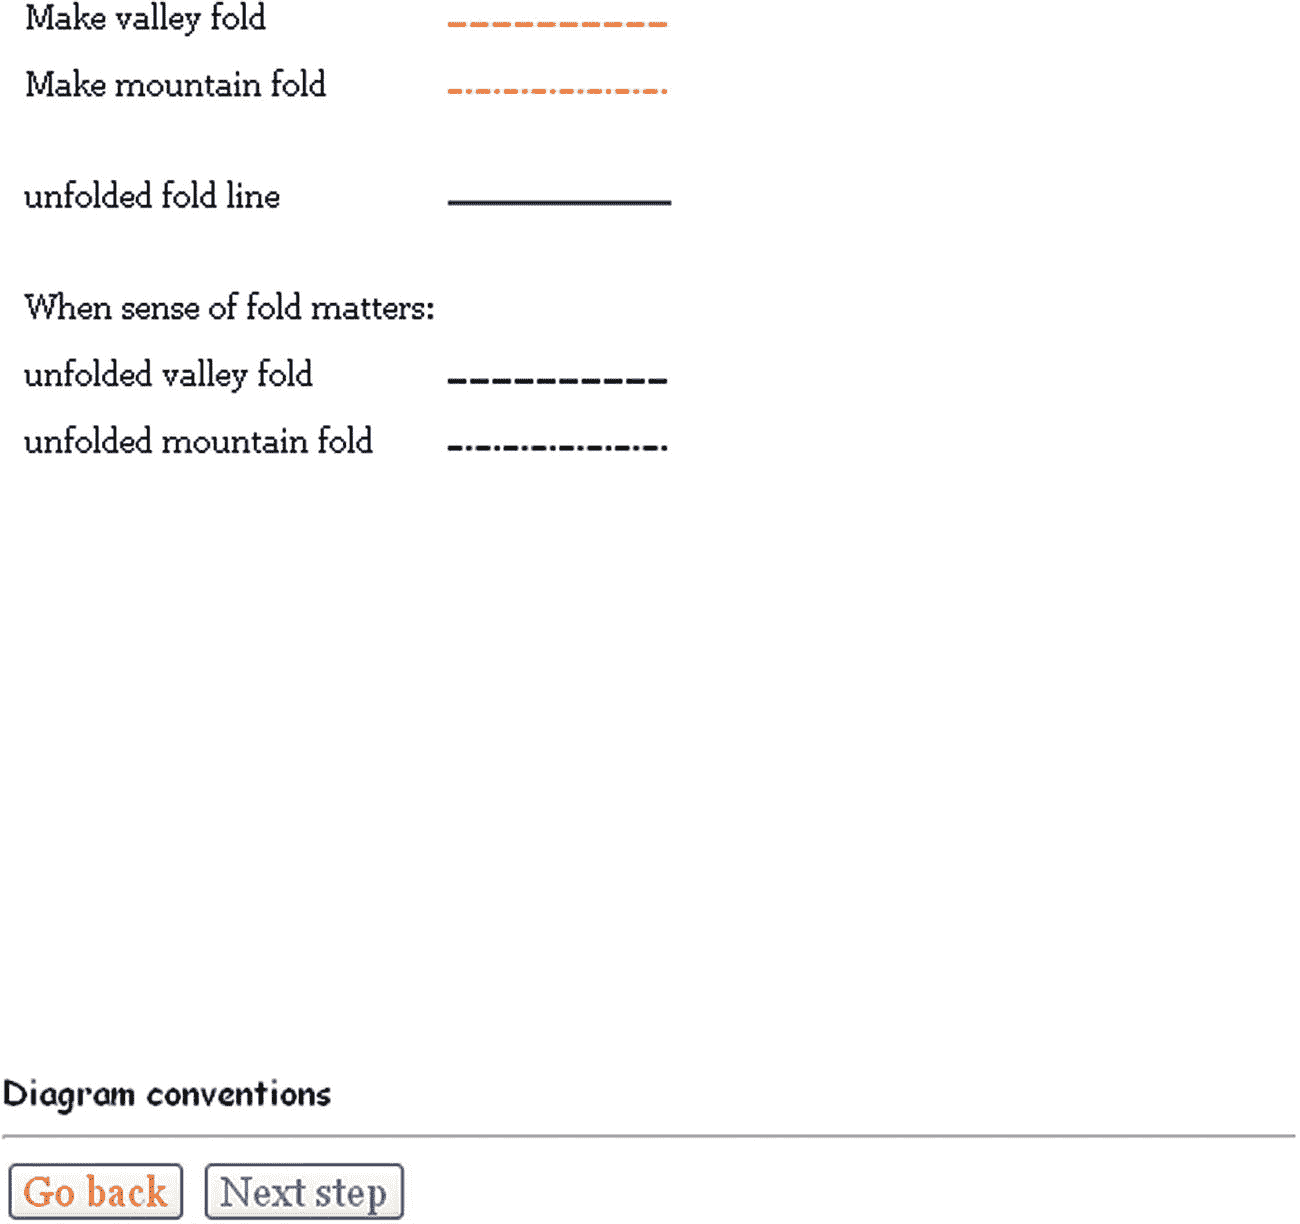 Make valley fold
Make mountain fold
unfolded fold line
When sense of fold matters:
unfolded valley fold
unfolded mountain fold
Diagram conventions
Go back Next step